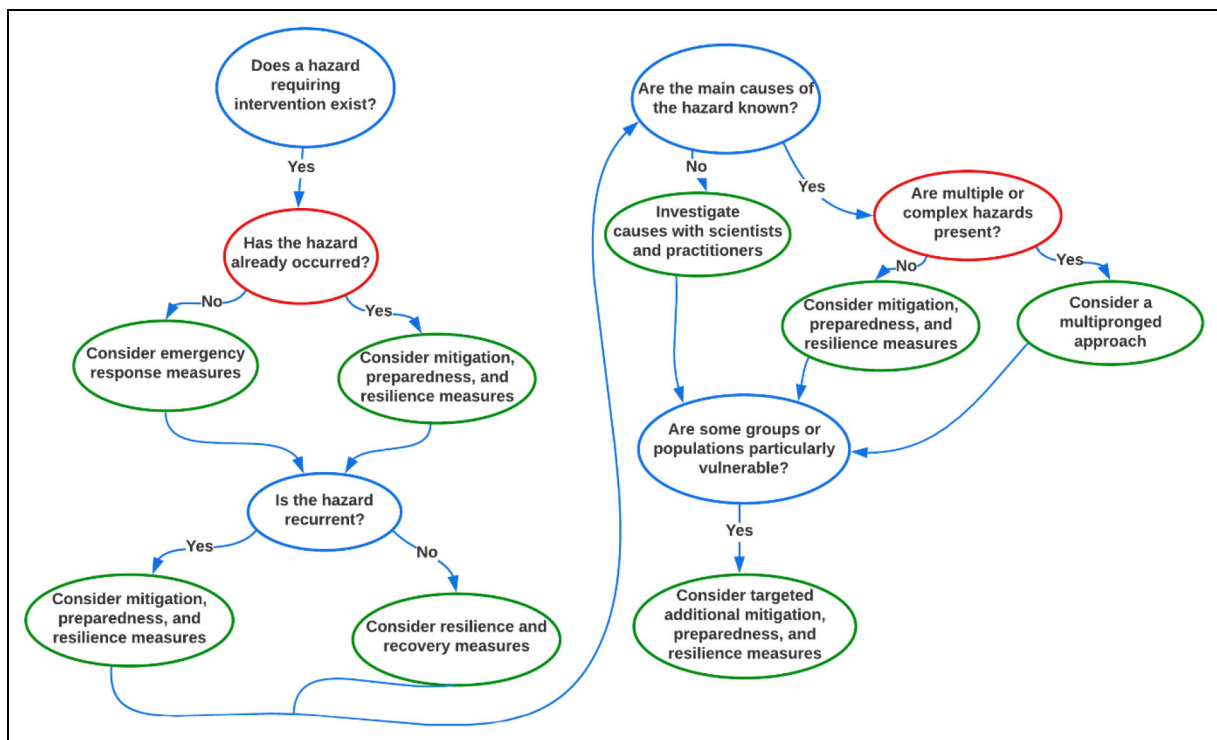 Does a hazard
requiring
intervention exist?
Yes
Has the hazard
already occurred?
No
Yes
Consider emergency
response measures
Consider mitigation,
preparedness, and
resilience measures
Is the hazard
recurrent?
Yes
No
Consider mitigation,
preparedness, and
resilience measures
Consider resilience and
recovery measures
Are the main causes of
the hazard known?
No
Yes
Investigate
causes with scientists
and practitioners
Are multiple or
complex hazards
present?
No
Yes
Consider mitigation,
preparedness, and
resilience measures
Consider a
multipronged
approach
Are some groups or
populations particularly
vulnerable?
Yes
Consider targeted
additional mitigation,
preparedness, and
resilience measures